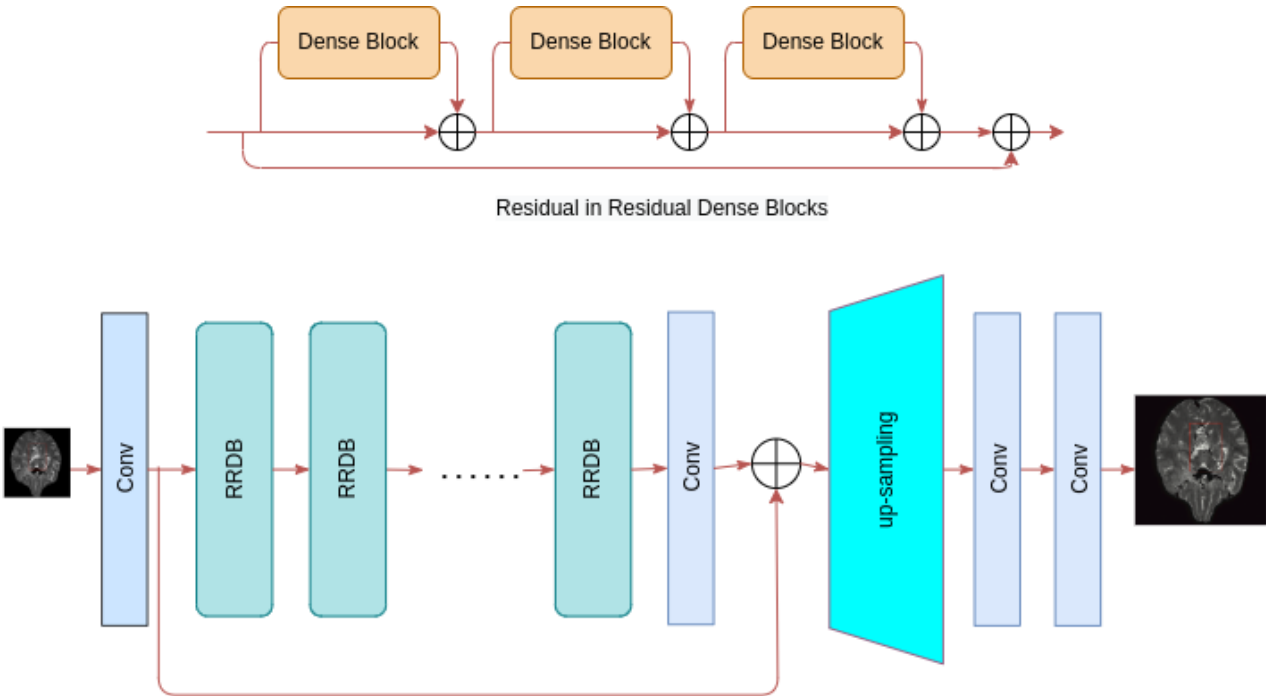 Dense Block
Dense Block
Dense Block
Residual in Residual Dense Blocks
Conv
RRDB
RRDB
......
RRDB
Conv
up-sampling
Conv
Conv